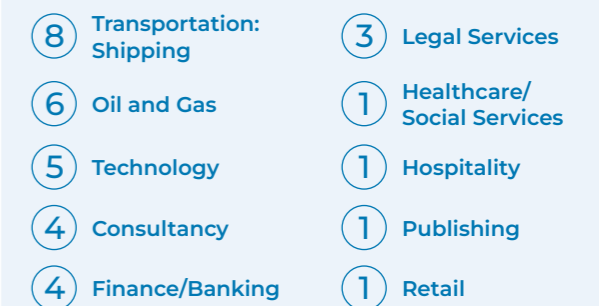 8 Transportation:
Shipping
6 Oil and Gas
5 Technology
4 Consultancy
4 Finance/Banking
3 Legal Services
1 Healthcare/
Social Services
1 Hospitality
1 Publishing
1 Retail